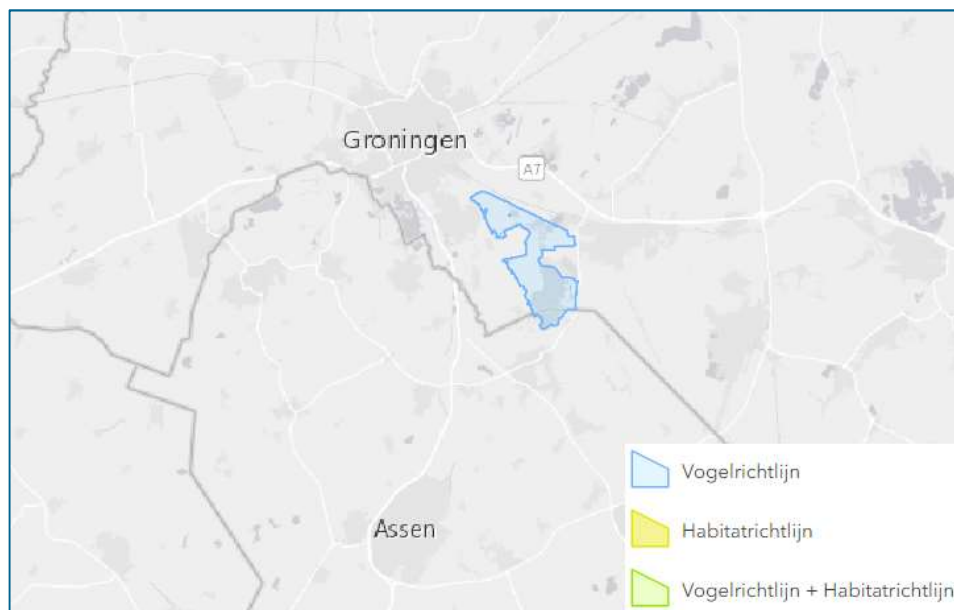 Groningen
A7
Vogelrichtlijn
Assen
Habitatrichtlijn
Vogelrichtlijn + Habitatrichtlijn